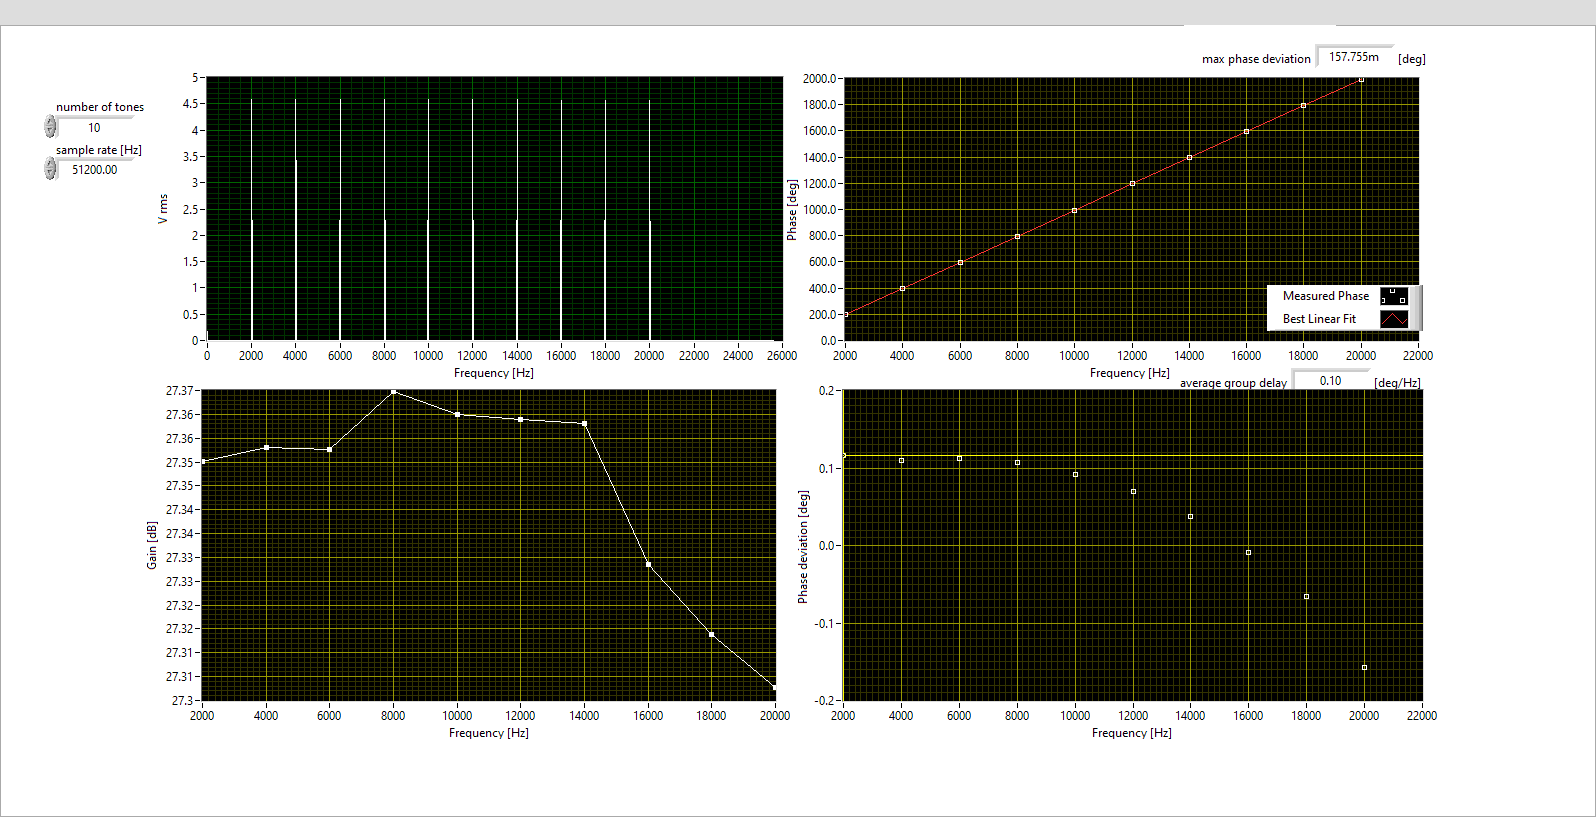 max phase deviation 157.755m [deg]
number of tones
10
sample rate [Hz]
51200.00
5
4.5
4
3.5
3
2.5
2
1.5
1
0.5
0
V rms
0 2000 4000 6000 8000 10000 12000 14000 16000 18000 20000 22000 24000 26000
Frequency [Hz]
2000.0
1800.0
1600.0
1400.0
1200.0
1000.0
800.0
600.0
400.0
200.0
0.0
Phase [deg]
Measured Phase
Best Linear Fit
2000 4000 6000 8000 10000 12000 14000 16000 18000 20000 22000
Frequency [Hz]
average group delay 0.10 [deg/Hz]
27.37
27.36
27.36
27.35
27.35
27.34
27.34
27.33
27.33
27.32
27.32
27.31
27.31
27.3
Gain [dB]
2000 4000 6000 8000 10000 12000 14000 16000 18000 20000
Frequency [Hz]
0.2
0.1
0.0
-0.1
-0.2
Phase deviation [deg]
2000 4000 6000 8000 10000 12000 14000 16000 18000 20000 22000
Frequency [Hz]